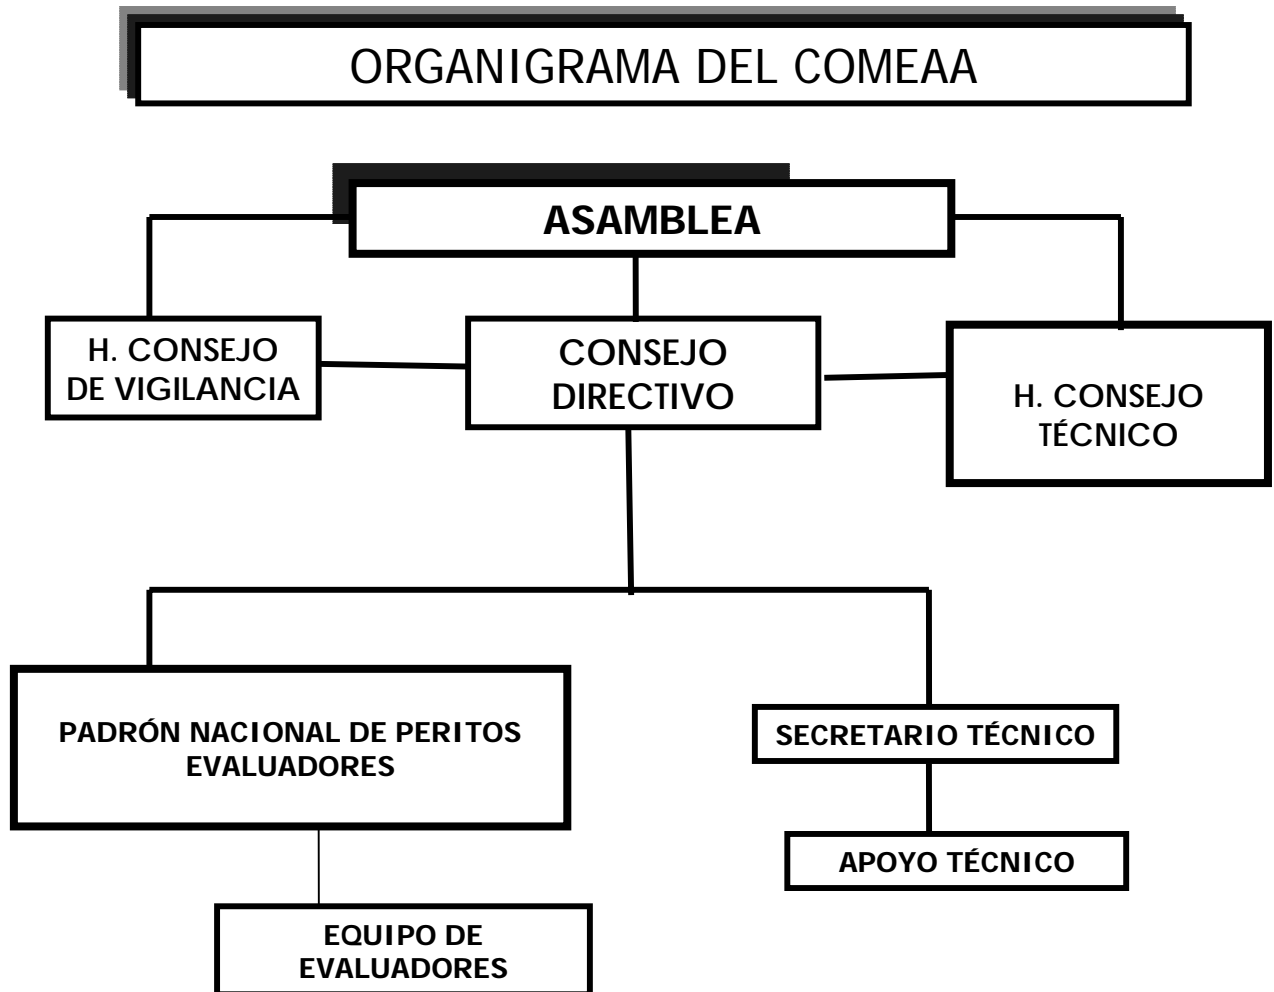 ORGANIGRAMA DEL COMEAA
ASAMBLEA
H. CONSEJO
DE VIGILANCIA
CONSEJO
DIRECTIVO
H. CONSEJO
TÉCNICO
PADRÓN NACIONAL DE PERITOS
EVALUADORES
SECRETARIO TÉCNICO
APOYO TÉCNICO
EQUIPO DE
EVALUADORES